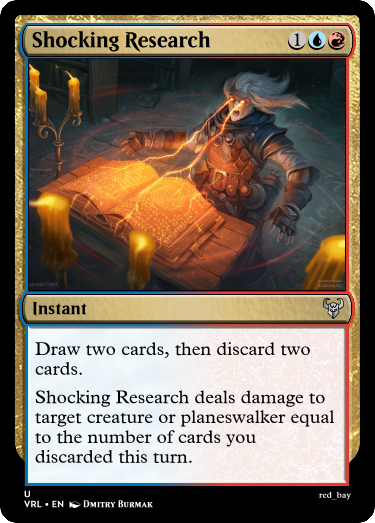 Shocking Research 1
Instant
Draw two cards, then discard two
cards.
Shocking Research deals damage to
target creature or planeswalker equal
to the number of cards you
discarded this turn.
U
VRL • EN Dmitry Burmak
red_bay